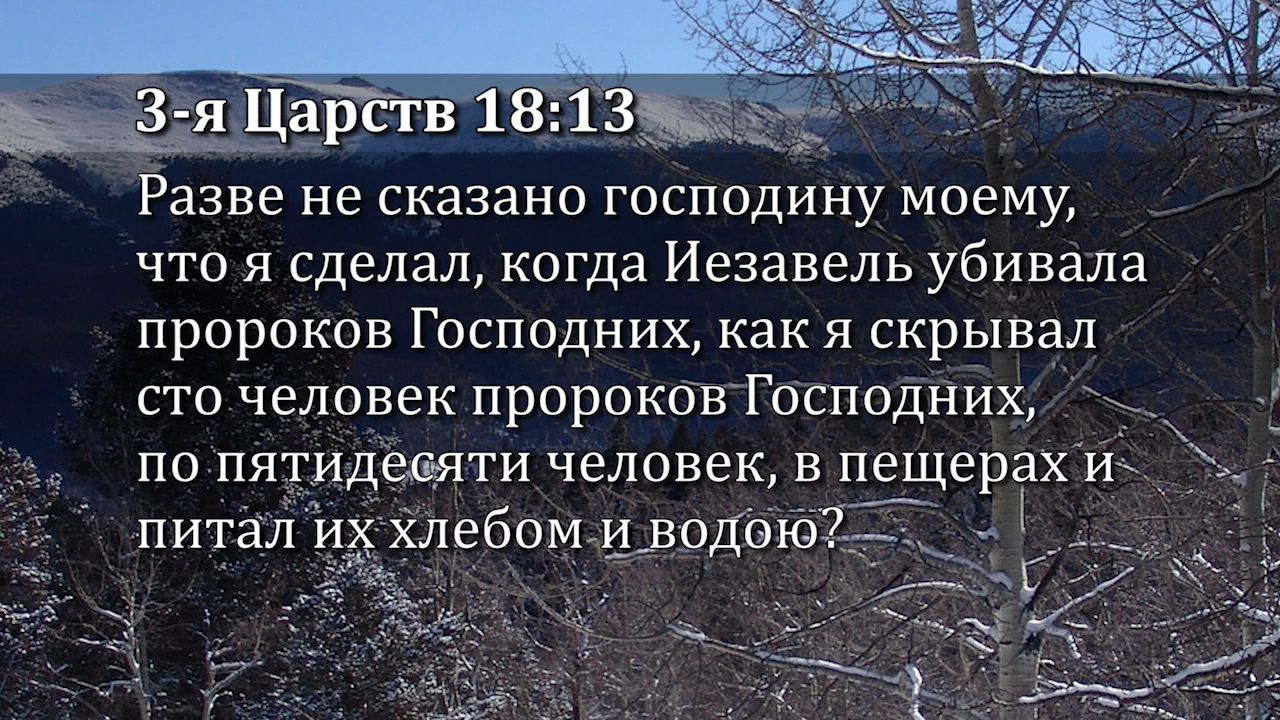 3-я Царств 18:13
Разве не сказано господину моему,
что я сделал, когда Иезавель убивала
пророков Господних, как я скрывал
сто человек пророков Господних,
по пятидесяти человек, в пещерах и
питал их хлебом и водою?